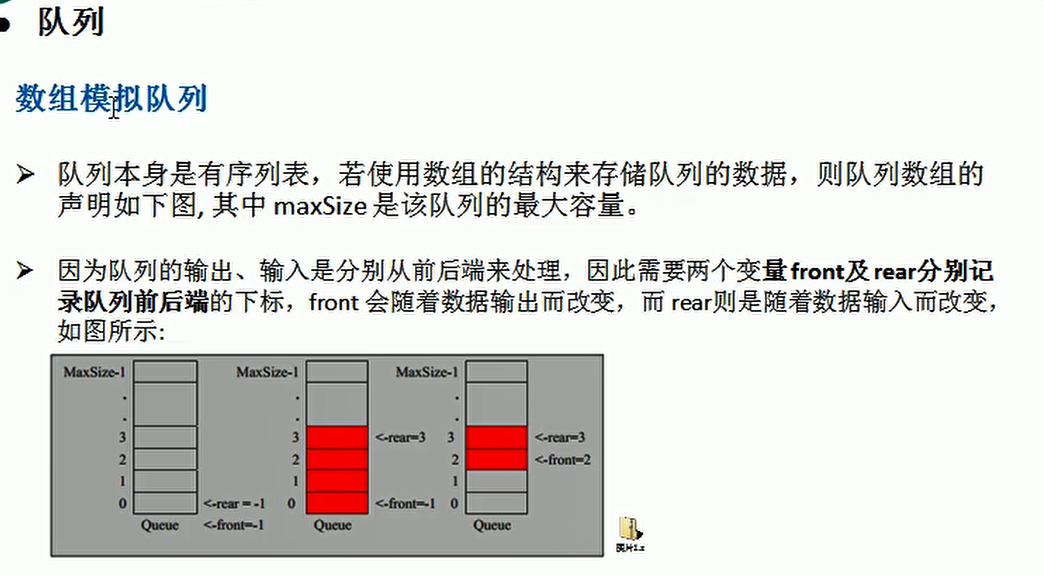 队列
数组模拟队列
队列本身是有序列表，若使用数组的结构来存储队列的数据，则队列数组的
声明如下图, 其中 maxSize 是该队列的最大容量。
因为队列的输出、输入是分别从前后端来处理，因此需要两个变量 front及 rear分别记
录队列前后端的下标，front 会随着数据输出而改变，而 rear则是随着数据输入而改变，
如图所示:
MaxSize-1 MaxSize-1 MaxSize-1
. . .
. . .
3 3 <-rear=3 3 <-rear=3
2 2 2 <-front=2
1 1 1
0 <-rear = -1 0 <-front=-1 0
Queue <-front=-1 Queue Queue
图片1.z